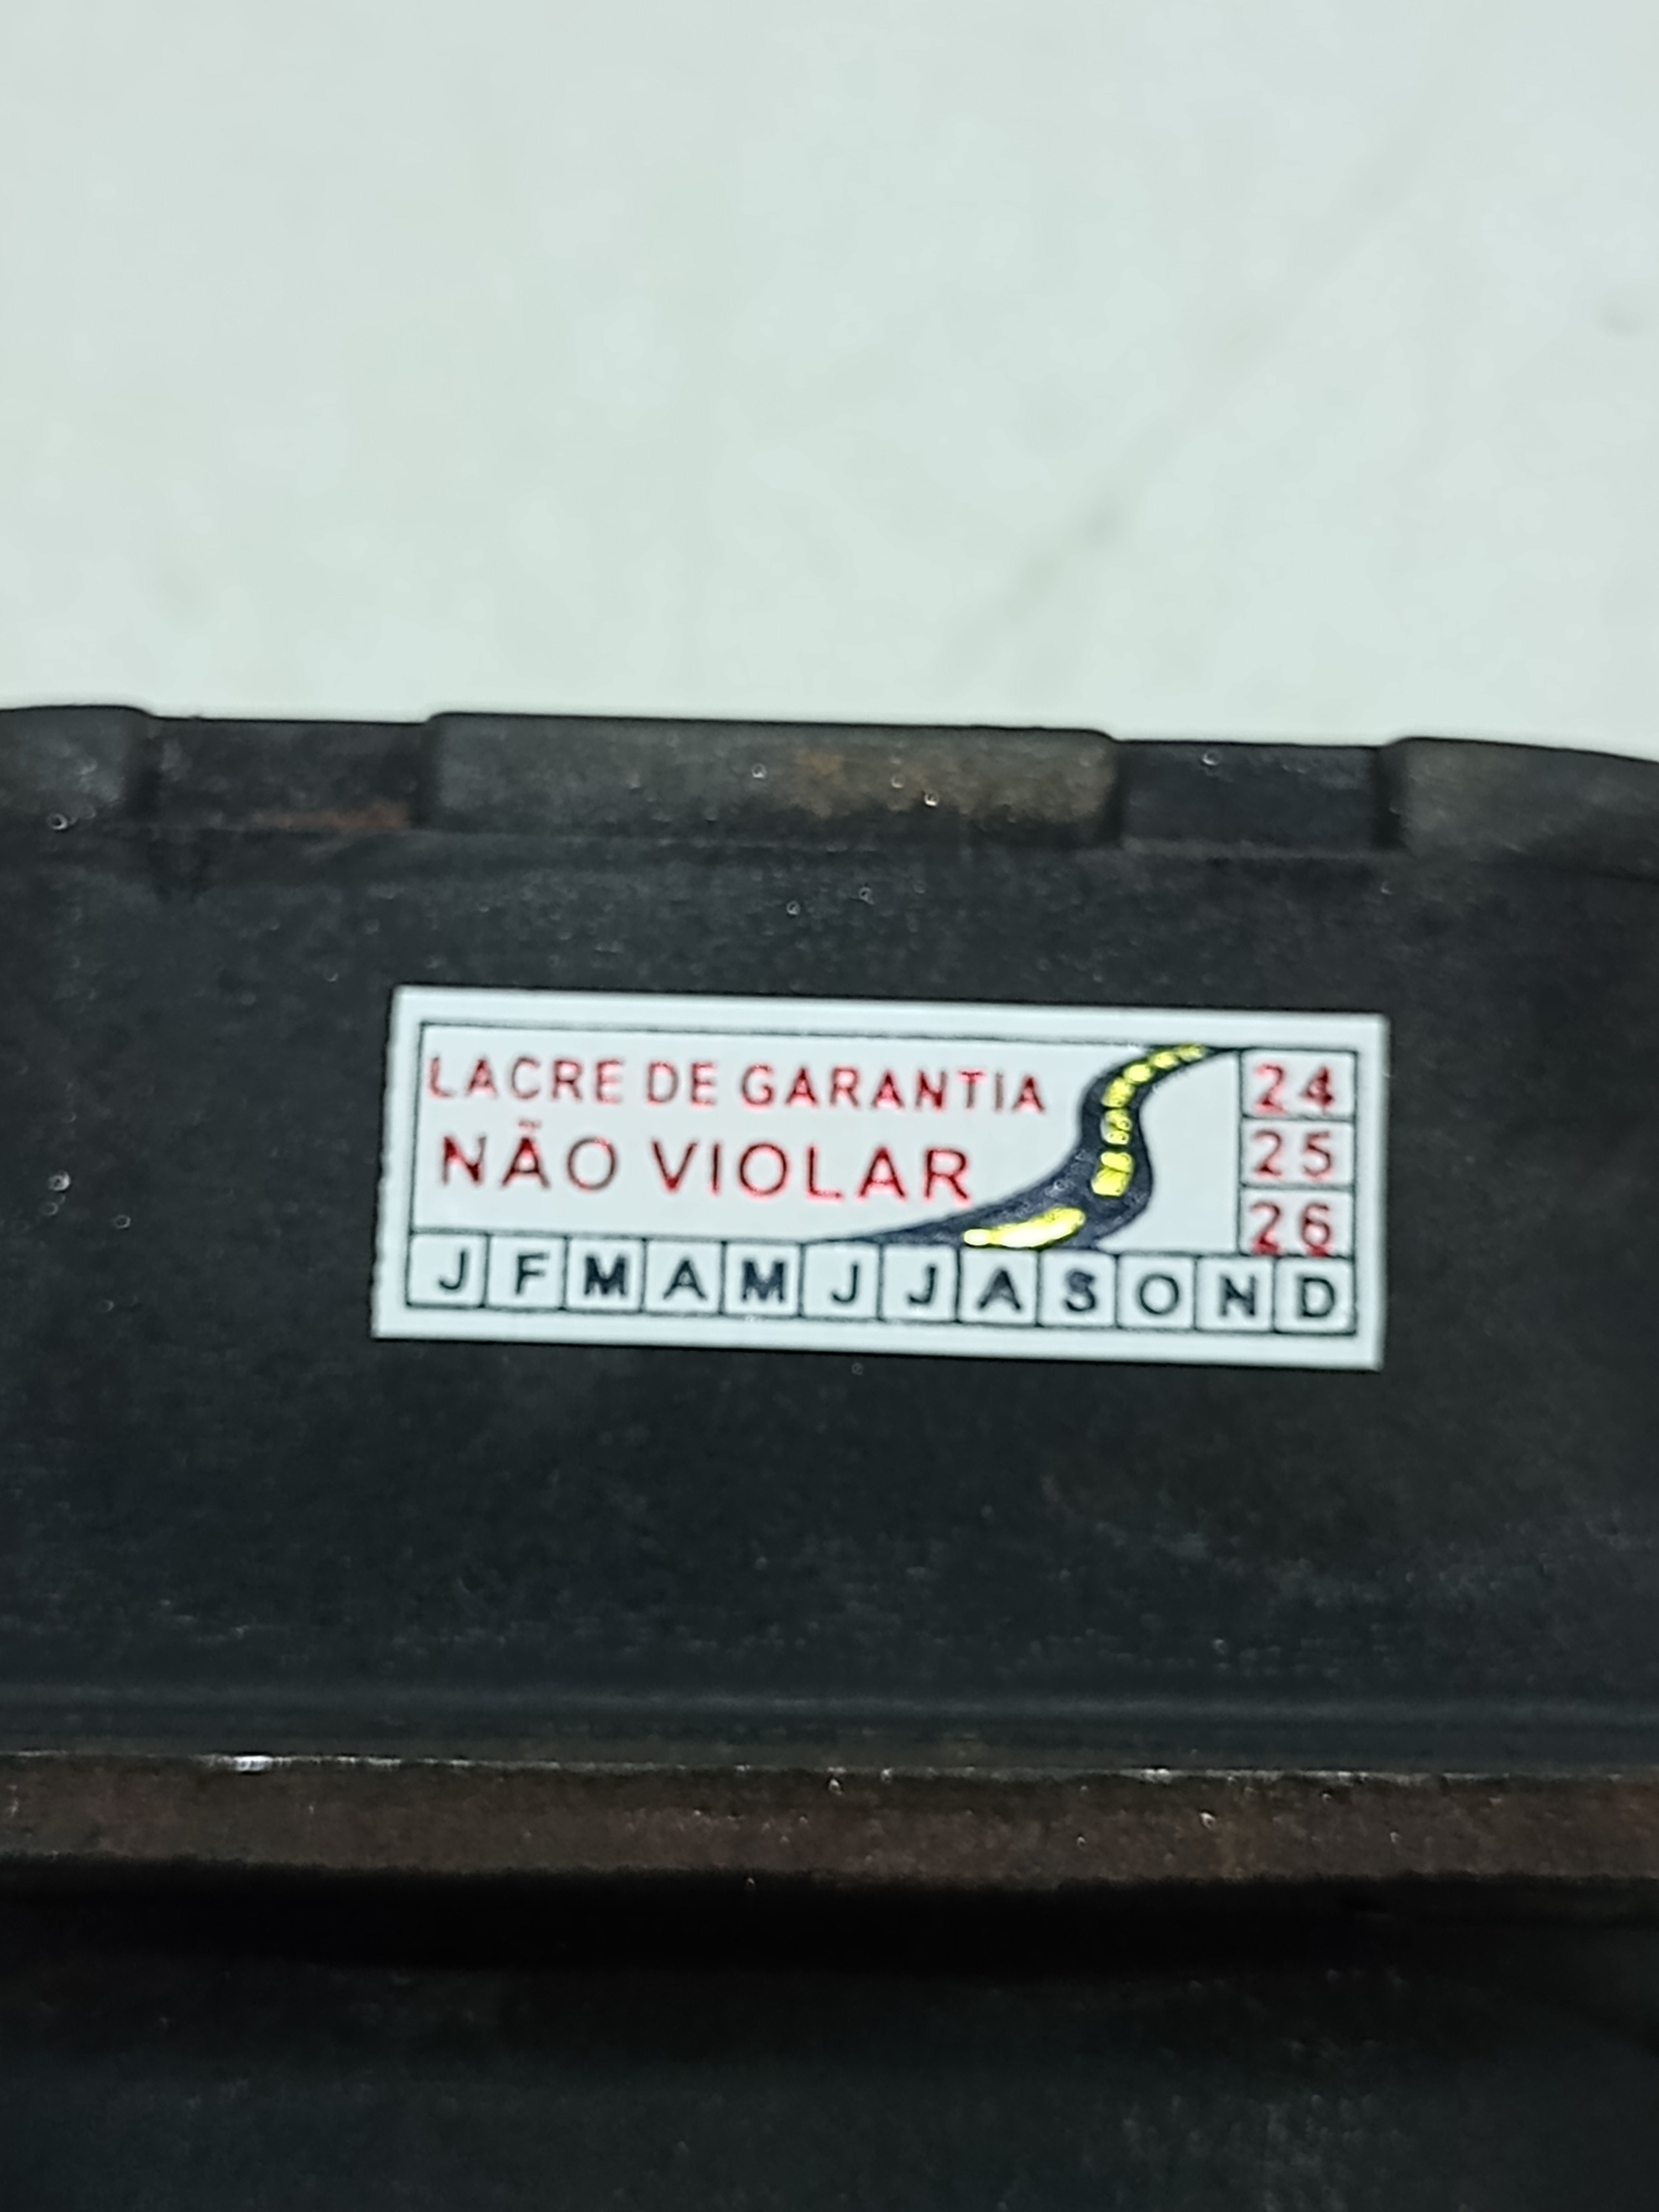 LACRE DE GARANTIA
NÃO VIOLAR
24
25
26
J F M A M J J A S O N D